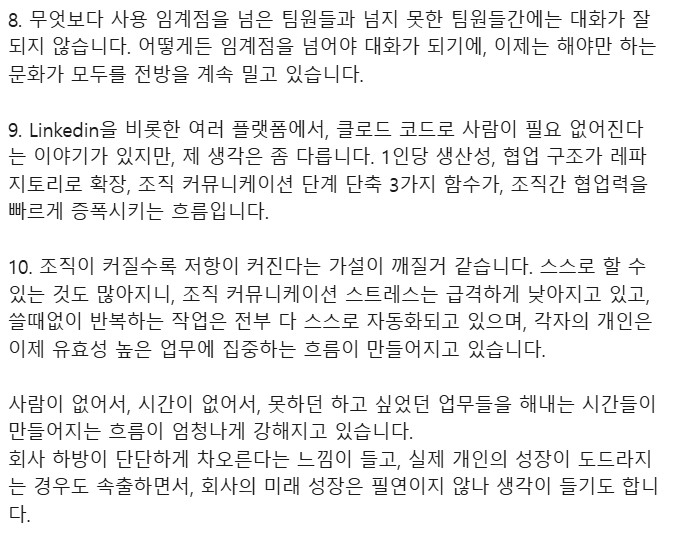 8. 무엇보다 사용 임계점을 넘은 팀원들과 넘지 못한 팀원들간에는 대화가 잘
되지 않습니다. 어떻게든 임계점을 넘어야 대화가 되기에, 이제는 해야만 하는
문화가 모두를 전방을 계속 밀고 있습니다.
9. Linkedin을 비롯한 여러 플랫폼에서, 클로드 코드로 사람이 필요 없어진다
는 이야기가 있지만, 제 생각은 좀 다릅니다. 1인당 생산성, 협업 구조가 레파
지토리로 확장, 조직 커뮤니케이션 단계 단축 3가지 함수가, 조직간 협업력을
빠르게 증폭시키는 흐름입니다.
10. 조직이 커질수록 저항이 커진다는 가설이 깨질거 같습니다. 스스로 할 수
있는 것도 많아지니, 조직 커뮤니케이션 스트레스는 급격하게 낮아지고 있고,
쓸때없이 반복하는 작업은 전부 다 스스로 자동화되고 있으며, 각자의 개인은
이제 유효성 높은 업무에 집중하는 흐름이 만들어지고 있습니다.
사람이 없어서, 시간이 없어서, 못하던 하고 싶었던 업무들을 해내는 시간들이
만들어지는 흐름이 엄청나게 강해지고 있습니다.
회사 하방이 단단하게 차오른다는 느낌이 들고, 실제 개인의 성장이 도드라지
는 경우도 속출하면서, 회사의 미래 성장은 필연이지 않나 생각이 들기도 합니
다.